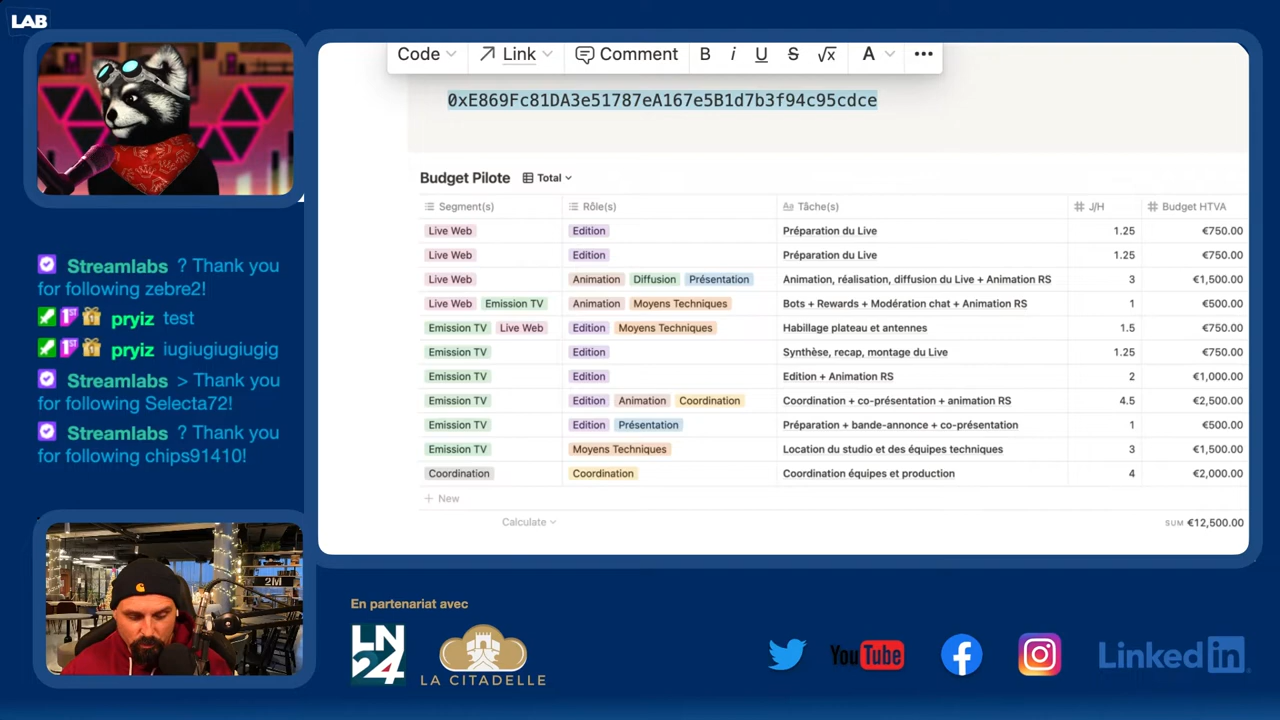 LAB
Code Link Comment B i U S √x A •••
0xE869Fc81DA3e51787eA167e5B1d7b3f94c95cdce
Budget Pilote Total
Segment(s) Rôle(s) Aa Tâche(s) # J/H # Budget HTVA
Live Web Edition Préparation du Live 1.25 €750.00
Live Web Edition Préparation du Live 1.25 €750.00
Live Web Animation Diffusion Présentation Animation, réalisation, diffusion du Live + Animation RS 3 €1,500.00
Live Web Emission TV Animation Moyens Techniques Bots + Rewards + Modération chat + Animation RS 1 €500.00
Emission TV Live Web Edition Moyens Techniques Habillage plateau et antennes 1.5 €750.00
Emission TV Edition Synthèse, recap, montage du Live 1.25 €750.00
Emission TV Edition Edition + Animation RS 2 €1,000.00
Emission TV Edition Animation Coordination Coordination + co-présentation + animation RS 4.5 €2,500.00
Emission TV Edition Présentation Préparation + bande-annonce + co-présentation 1 €500.00
Emission TV Moyens Techniques Location du studio et des équipes techniques 3 €1,500.00
Coordination Coordination Coordination équipes et production 4 €2,000.00
+ New
Calculate SUM €12,500.00
Streamlabs ? Thank you
for following zebre2!
1ST pryiz test
1ST pryiz iugiugiugiugig
Streamlabs > Thank you
for following Selecta72!
Streamlabs ? Thank you
for following chips91410!
2M
En partenariat avec
LN
24
LA CITADELLE
YouTube
LinkedIn